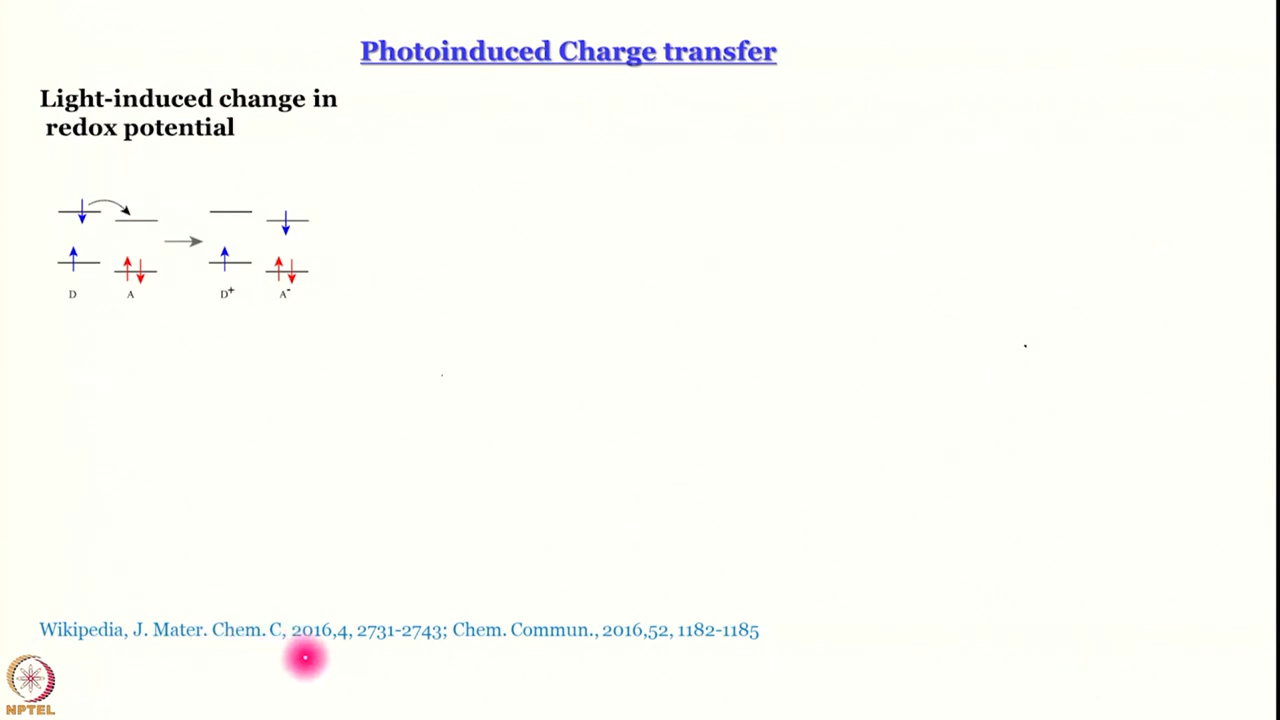 Photoinduced Charge transfer
Light-induced change in
redox potential
D A D⁺ A⁻
Wikipedia, J. Mater. Chem. C, 2016,4, 2731-2743; Chem. Commun., 2016,52, 1182-1185
NPTEL